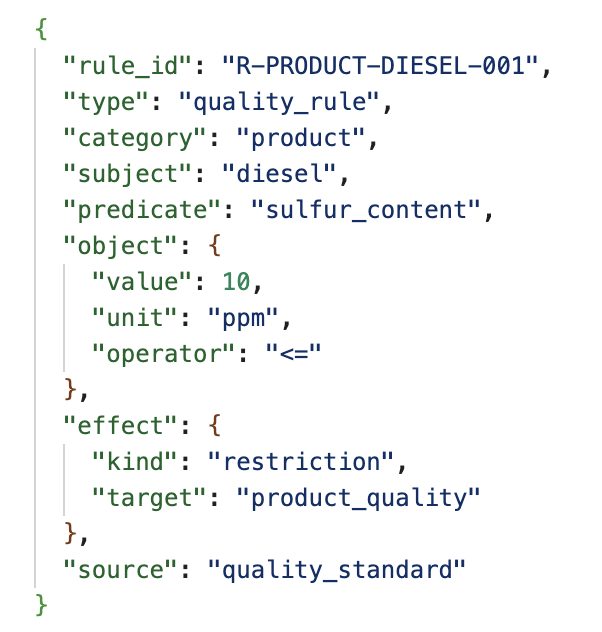 {
  "rule_id": "R-PRODUCT-DIESEL-001",
  "type": "quality_rule",
  "category": "product",
  "subject": "diesel",
  "predicate": "sulfur_content",
  "object": {
    "value": 10,
    "unit": "ppm",
    "operator": "<="
  },
  "effect": {
    "kind": "restriction",
    "target": "product_quality"
  },
  "source": "quality_standard"
}